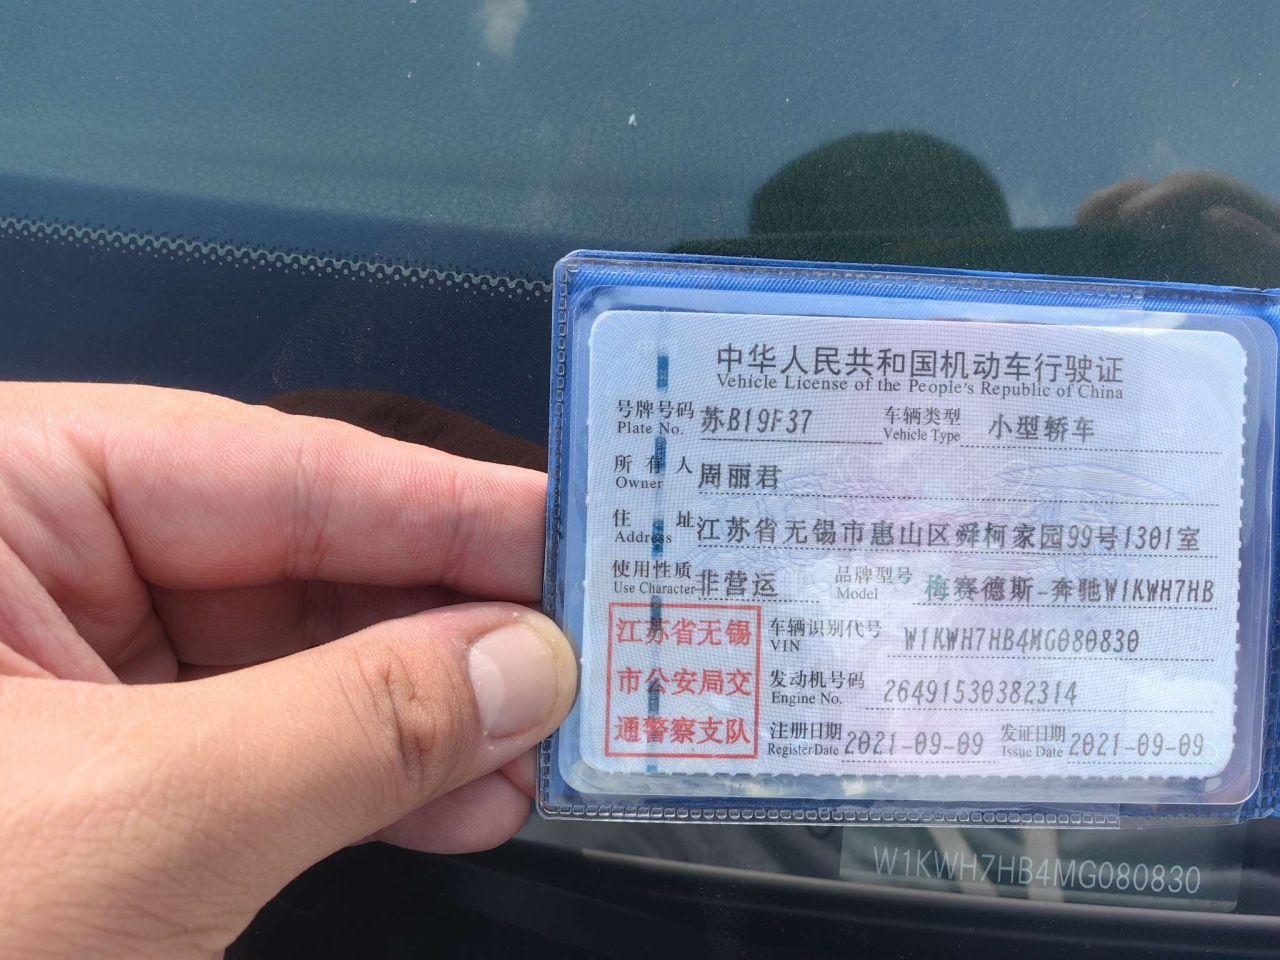 中华人民共和国机动车行驶证
Vehicle License of the People's Republic of China
号牌号码 苏B19F37 车辆类型 小型轿车
Plate No. Vehicle Type
所有人 周丽君
Owner
住址 江苏省无锡市惠山区舜柯家园99号1301室
Address
使用性质 非营运 品牌型号 梅赛德斯-奔驰W1KWH7HB
Use Character Model
江苏省无锡 车辆识别代号 W1KWH7HB4MG080830
VIN
市公安局交 发动机号码 26491530382314
Engine No.
通警察支队 注册日期 2021-09-09 发证日期 2021-09-09
Register Date Issue Date
W1KWH7HB4MG080830